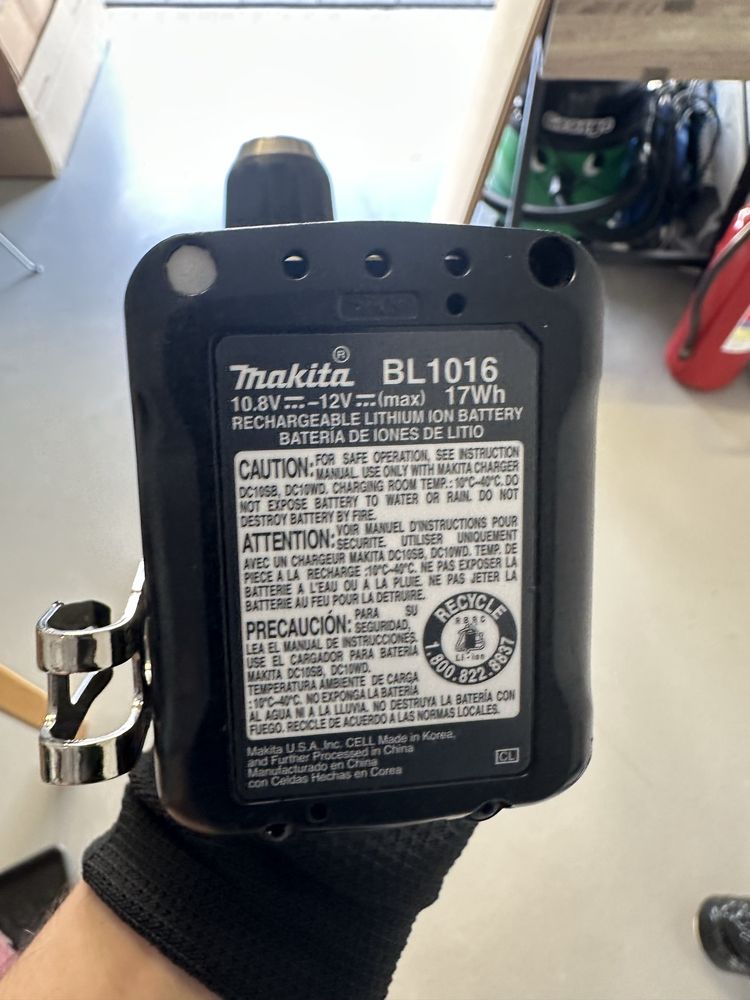 George
Makita ® BL1016
10.8V⎓-12V⎓(max) 17Wh
RECHARGEABLE LITHIUM ION BATTERY
BATERÍA DE IONES DE LITIO
CAUTION: FOR SAFE OPERATION, SEE INSTRUCTION
MANUAL. USE ONLY WITH MAKITA CHARGER
DC10SB, DC10WD. CHARGING ROOM TEMP.: 10°C-40°C. DO
NOT EXPOSE BATTERY TO WATER OR RAIN. DO NOT
DESTROY BATTERY BY FIRE.
ATTENTION: VOIR MANUEL D'INSTRUCTIONS POUR
SECURITE. UTILISER UNIQUEMENT
AVEC UN CHARGEUR MAKITA DC10SB, DC10WD. TEMP. DE
PIECE A LA RECHARGE :10°C-40°C. NE PAS EXPOSER LA
BATTERIE A L'EAU OU A LA PLUIE. NE PAS JETER LA
BATTERIE AU FEU POUR LA DETRUIRE.
PRECAUCIÓN: PARA SU
SEGURIDAD,
LEA EL MANUAL DE INSTRUCCIONES.
USE EL CARGADOR PARA BATERÍA
MAKITA DC10SB, DC10WD.
TEMPERATURA AMBIENTE DE CARGA
:10°C-40°C. NO EXPONGA LA BATERÍA
AL AGUA NI A LA LLUVIA. NO DESTRUYA LA BATERÍA CON
FUEGO. RECICLE DE ACUERDO A LAS NORMAS LOCALES.
RECYCLE
RBRC
Li-ion
1.800.822.8837
Makita U.S.A.,Inc. CELL Made in Korea,
and Further Processed in China
Manufacturado en China
con Celdas Hechas en Corea
CL